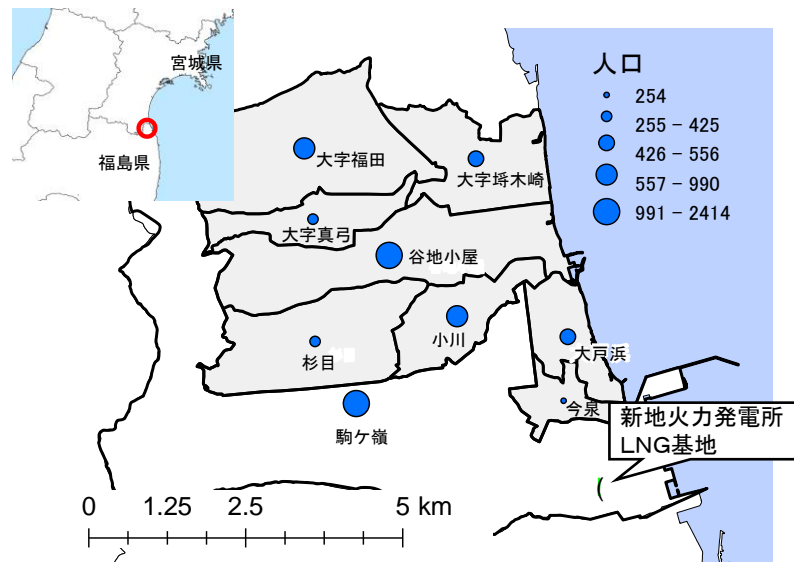 宮城県
福島県
人口
254
255 – 425
426 – 556
557 – 990
991 – 2414
大字福田
大字埓木崎
大字真弓
谷地小屋
小川
大戸浜
杉目
今泉
駒ケ嶺
新地火力発電所
LNG基地
0 1.25 2.5 5 km